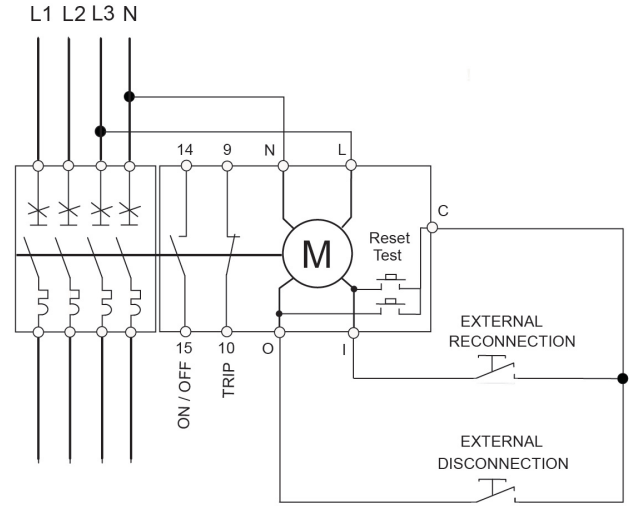 L1 L2 L3 N
14 9 N L
C
M
Reset
Test
15 10 O I
ON / OFF
TRIP
EXTERNAL
RECONNECTION
EXTERNAL
DISCONNECTION